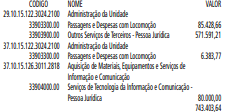 CODIGO NOME VALOR
29.10.15.122.3024.2100 Administração da Unidade
33903300.00 Passagens e Despesas com Locomoção 85.428,66
33903900.00 Outros Serviços de Terceiros - Pessoa Jurídica 571.591,21
37.10.15.122.3024.2100 Administração da Unidade
33903300.00 Passagens e Despesas com Locomoção 6.383,77
37.10.15.126.3011.2818 Aquisição de Materiais, Equipamentos e Serviços de
Informação e Comunicação
33904000.00 Serviços de Tecnologia da Informação e Comunicação -
Pessoa Jurídica 80.000,00
743.403,64